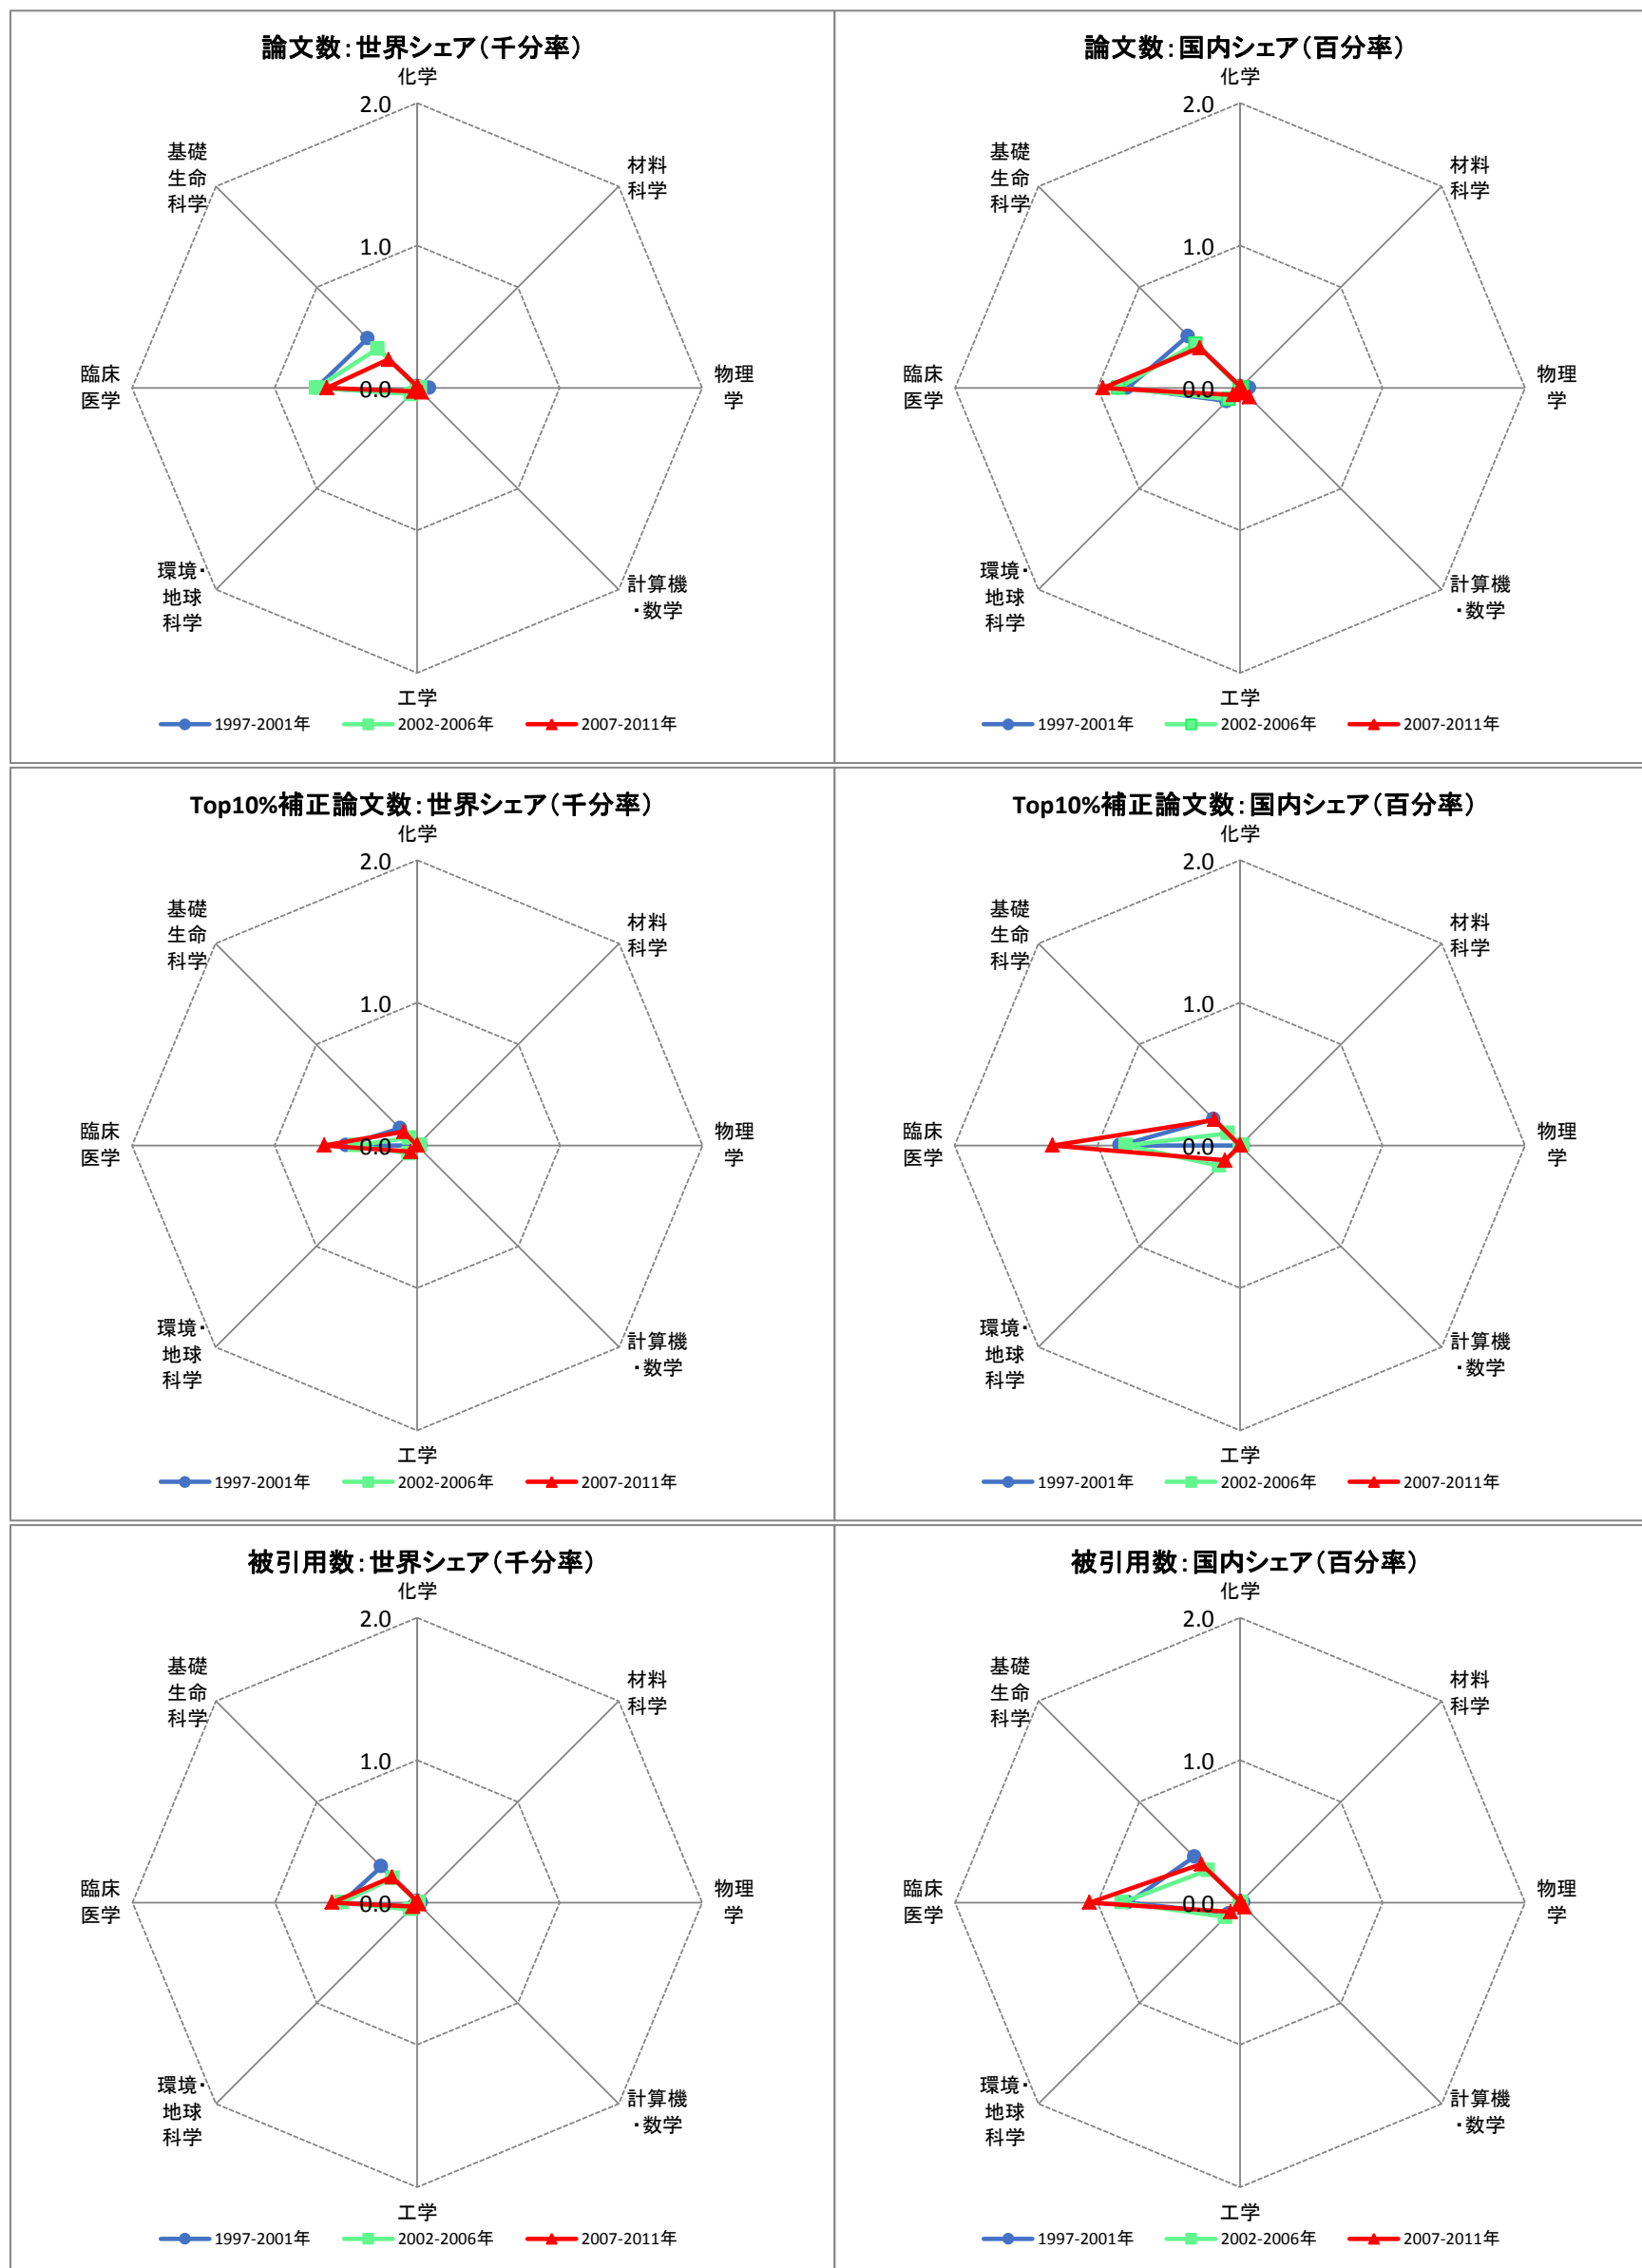 論文数：世界シェア（千分率）
化学
2.0
基礎
生命
科学
材料
科学
1.0
臨床
医学
0.0
物理
学
環境・
地球
科学
計算機
・数学
工学
1997-2001年
2002-2006年
2007-2011年
論文数：国内シェア（百分率）
化学
2.0
基礎
生命
科学
材料
科学
1.0
臨床
医学
0.0
物理
学
環境・
地球
科学
計算機
・数学
工学
1997-2001年
2002-2006年
2007-2011年
Top10%補正論文数：世界シェア（千分率）
化学
2.0
基礎
生命
科学
材料
科学
1.0
臨床
医学
0.0
物理
学
環境・
地球
科学
計算機
・数学
工学
1997-2001年
2002-2006年
2007-2011年
Top10%補正論文数：国内シェア（百分率）
化学
2.0
基礎
生命
科学
材料
科学
1.0
臨床
医学
0.0
物理
学
環境・
地球
科学
計算機
・数学
工学
1997-2001年
2002-2006年
2007-2011年
被引用数：世界シェア（千分率）
化学
2.0
基礎
生命
科学
材料
科学
1.0
臨床
医学
0.0
物理
学
環境・
地球
科学
計算機
・数学
工学
1997-2001年
2002-2006年
2007-2011年
被引用数：国内シェア（百分率）
化学
2.0
基礎
生命
科学
材料
科学
1.0
臨床
医学
0.0
物理
学
環境・
地球
科学
計算機
・数学
工学
1997-2001年
2002-2006年
2007-2011年